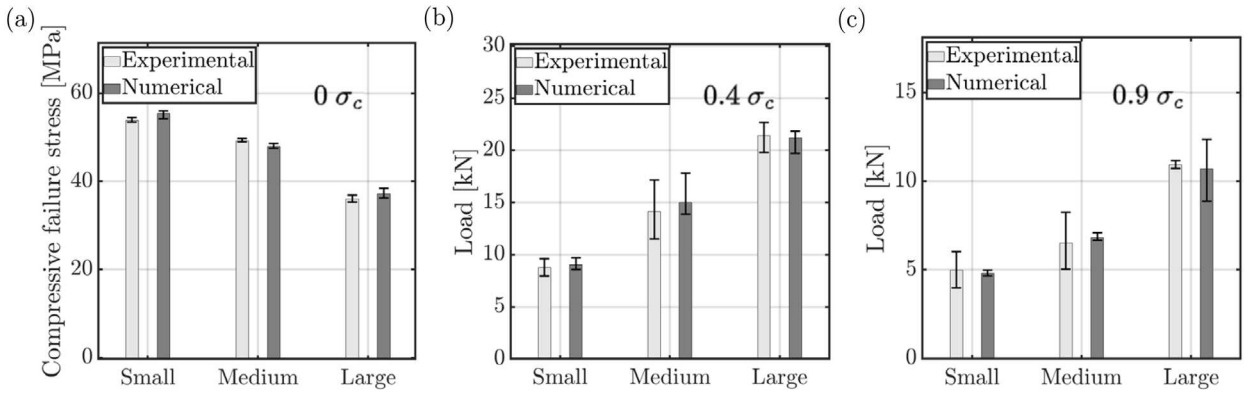 (a)
Compressive failure stress [MPa]
60
40
20
0
Experimental
Numerical
0 σc
Small Medium Large
(b)
Load [kN]
30
25
20
15
10
5
0
Experimental
Numerical
0.4 σc
Small Medium Large
(c)
Load [kN]
15
10
5
0
Experimental
Numerical
0.9 σc
Small Medium Large